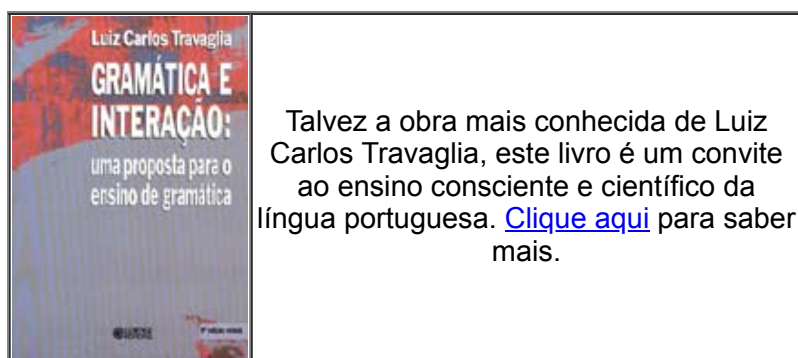 Luiz Carlos Travaglia
GRAMÁTICA E
INTERAÇÃO:
uma proposta para o
ensino de gramática
Talvez a obra mais conhecida de Luiz
Carlos Travaglia, este livro é um convite
ao ensino consciente e científico da
língua portuguesa. Clique aqui para saber
mais.